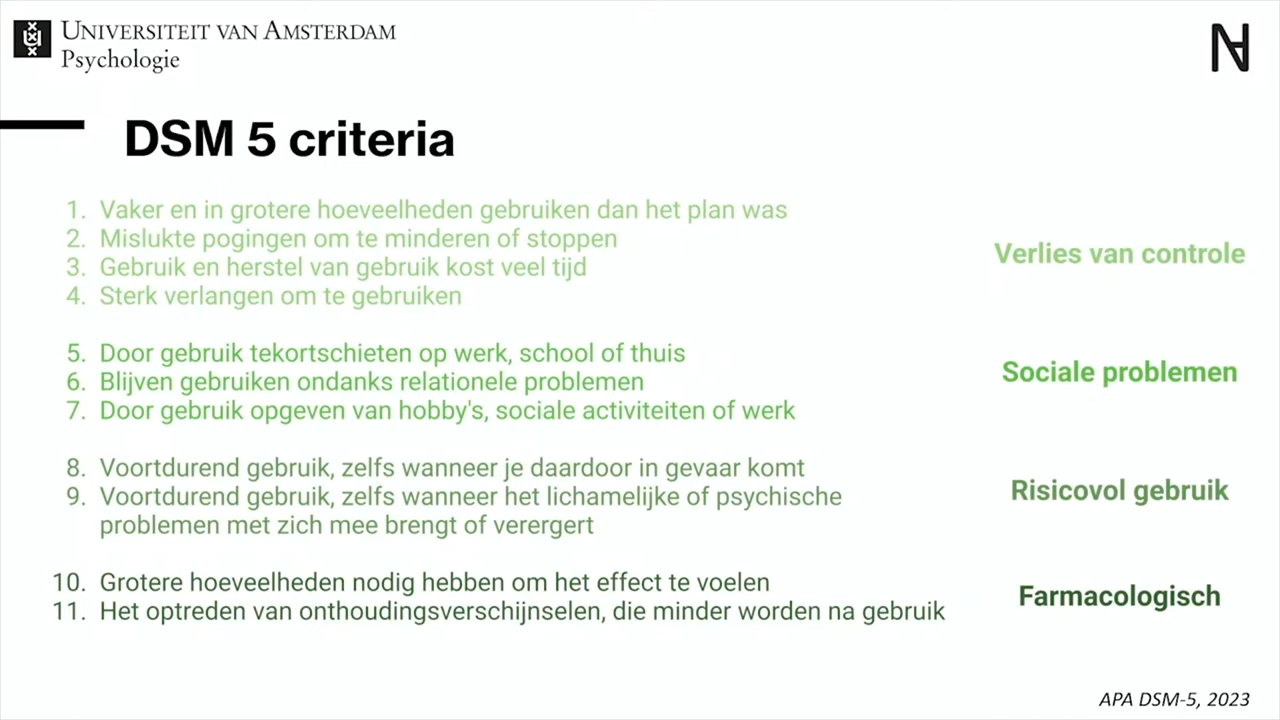 UNIVERSITEIT VAN AMSTERDAM
Psychologie
DSM 5 criteria
1. Vaker en in grotere hoeveelheden gebruiken dan het plan was
2. Mislukte pogingen om te minderen of stoppen
3. Gebruik en herstel van gebruik kost veel tijd
4. Sterk verlangen om te gebruiken
Verlies van controle
5. Door gebruik tekortschieten op werk, school of thuis
6. Blijven gebruiken ondanks relationele problemen
7. Door gebruik opgeven van hobby's, sociale activiteiten of werk
Sociale problemen
8. Voortdurend gebruik, zelfs wanneer je daardoor in gevaar komt
9. Voortdurend gebruik, zelfs wanneer het lichamelijke of psychische
problemen met zich mee brengt of verergert
Risicovol gebruik
10. Grotere hoeveelheden nodig hebben om het effect te voelen
11. Het optreden van onthoudingsverschijnselen, die minder worden na gebruik
Farmacologisch
APA DSM-5, 2023